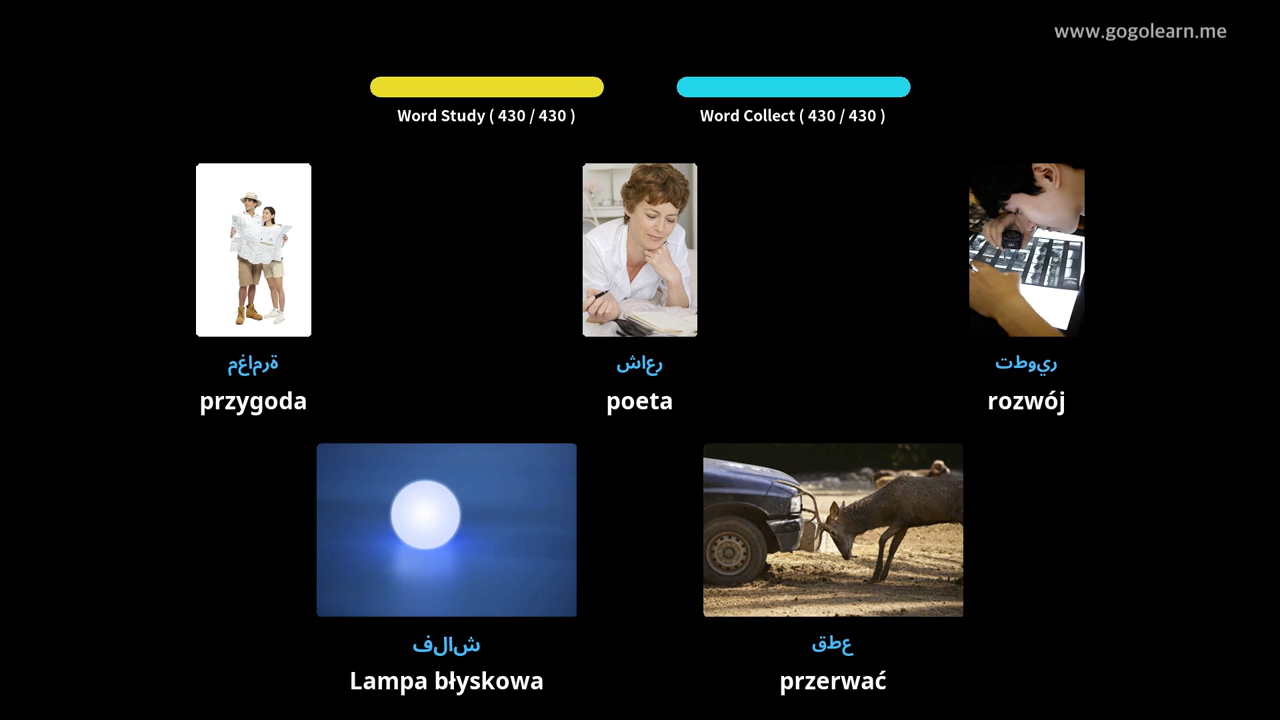 www.gogolearn.me
Word Study ( 430 / 430 )
Word Collect ( 430 / 430 )
ةرماغم
przygoda
رعاش
poeta
ريوطت
rozwój
شالف
Lampa błyskowa
عطق
przerwać